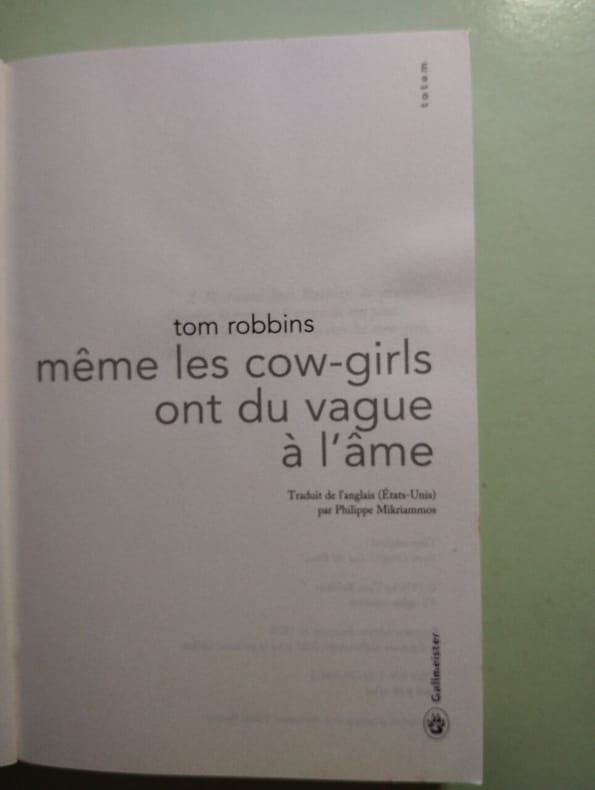 totem
tom robbins
même les cow-girls
ont du vague
à l'âme
Traduit de l'anglais (États-Unis)
par Philippe Mikriammos
Gallmeister